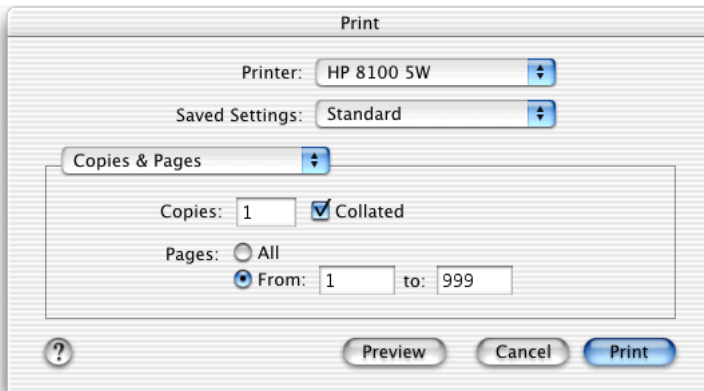 Print
Printer: HP 8100 5W
Saved Settings: Standard
Copies & Pages
Copies: 1 Collated
Pages: All
From: 1 to: 999
? Preview Cancel Print